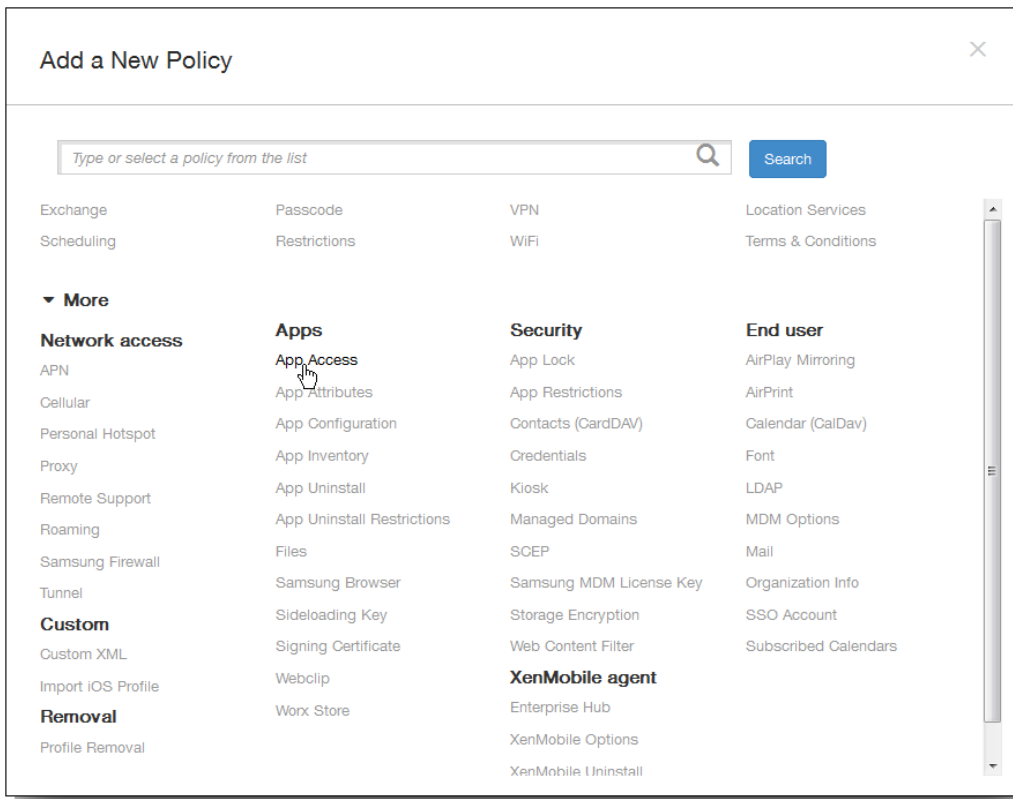 Add a New Policy
Type or select a policy from the list
Search
Exchange
Passcode
VPN
Location Services
Scheduling
Restrictions
WiFi
Terms & Conditions
More
Network access
APN
Cellular
Personal Hotspot
Proxy
Remote Support
Roaming
Samsung Firewall
Tunnel
Custom
Custom XML
Import iOS Profile
Removal
Profile Removal
Apps
App Access
App Attributes
App Configuration
App Inventory
App Uninstall
App Uninstall Restrictions
Files
Samsung Browser
Sideloading Key
Signing Certificate
Webclip
Worx Store
Security
App Lock
App Restrictions
Contacts (CardDAV)
Credentials
Kiosk
Managed Domains
SCEP
Samsung MDM License Key
Storage Encryption
Web Content Filter
XenMobile agent
Enterprise Hub
XenMobile Options
XenMobile Uninstall
End user
AirPlay Mirroring
AirPrint
Calendar (CalDav)
Font
LDAP
MDM Options
Mail
Organization Info
SSO Account
Subscribed Calendars